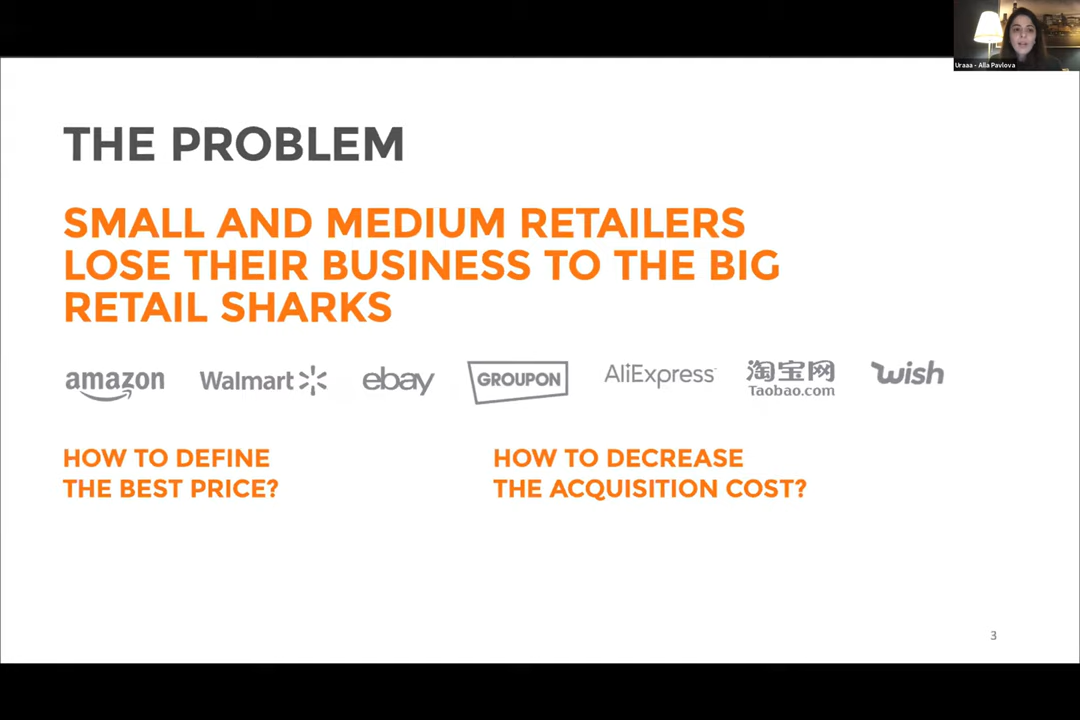 Uraaa - Alla Pavlova
THE PROBLEM
SMALL AND MEDIUM RETAILERS
LOSE THEIR BUSINESS TO THE BIG
RETAIL SHARKS
amazon Walmart ebay GROUPON AliExpress 淘宝网 wish
Taobao.com
HOW TO DEFINE HOW TO DECREASE
THE BEST PRICE? THE ACQUISITION COST?
3